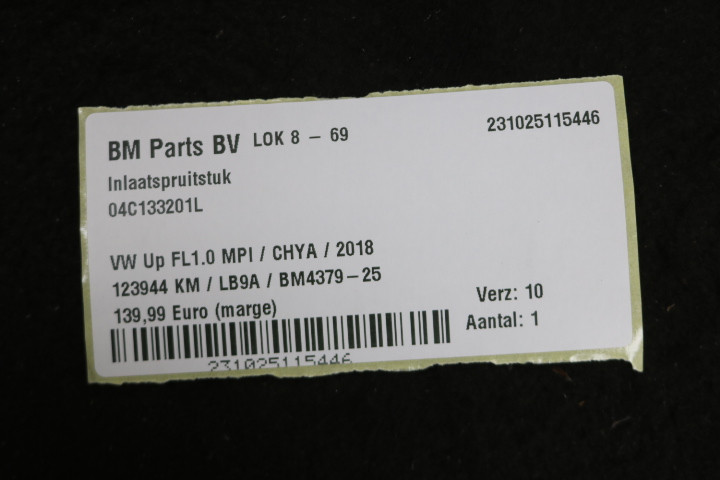 BM Parts BV LOK 8 – 69
231025115446
Inlaatspruitstuk
04C133201L
VW Up FL1.0 MPI / CHYA / 2018
123944 KM / LB9A / BM4379–25
139,99 Euro (marge)
Verz: 10
Aantal: 1
231025115446